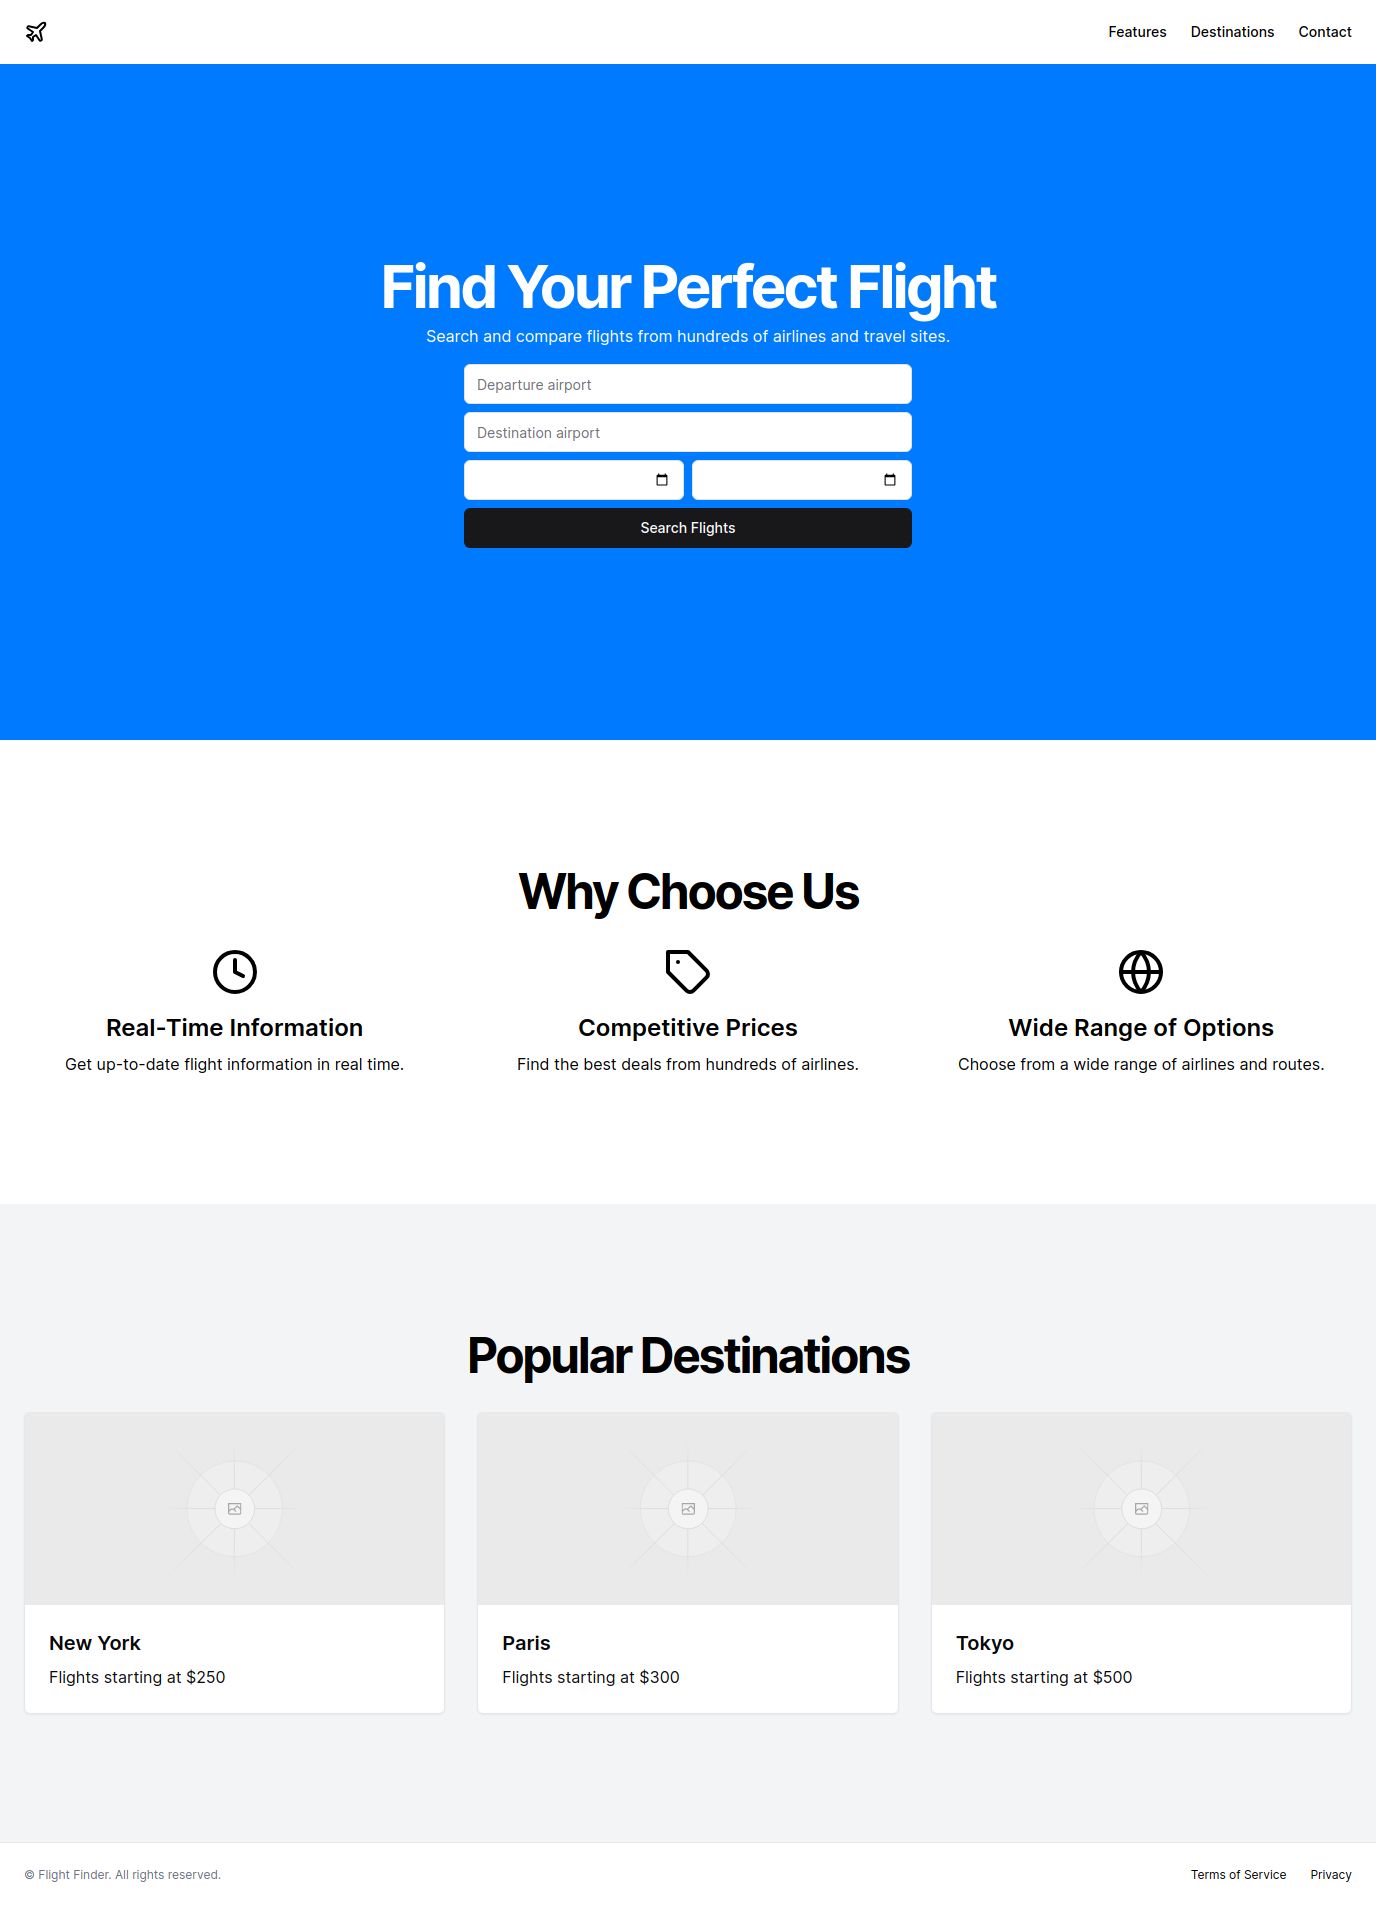 Features Destinations Contact
Find Your Perfect Flight
Search and compare flights from hundreds of airlines and travel sites.
Departure airport
Destination airport
Search Flights
Why Choose Us
Real-Time Information
Get up-to-date flight information in real time.
Competitive Prices
Find the best deals from hundreds of airlines.
Wide Range of Options
Choose from a wide range of airlines and routes.
Popular Destinations
New York
Flights starting at $250
Paris
Flights starting at $300
Tokyo
Flights starting at $500
© Flight Finder. All rights reserved.
Terms of Service Privacy